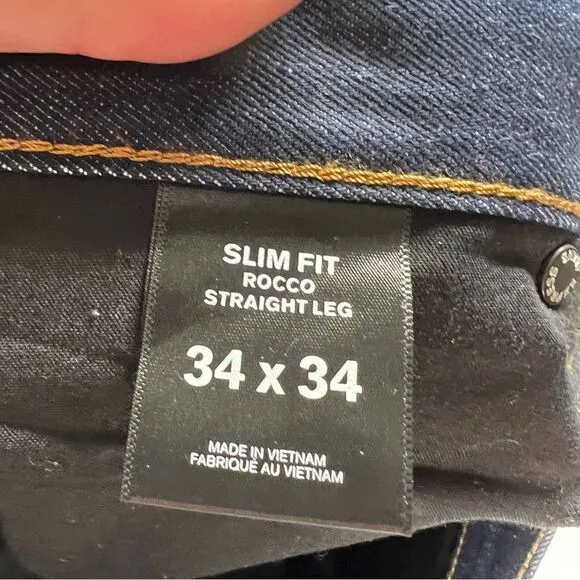 SLIM FIT
ROCCO
STRAIGHT LEG
34 x 34
MADE IN VIETNAM
FABRIQUÉ AU VIETNAM